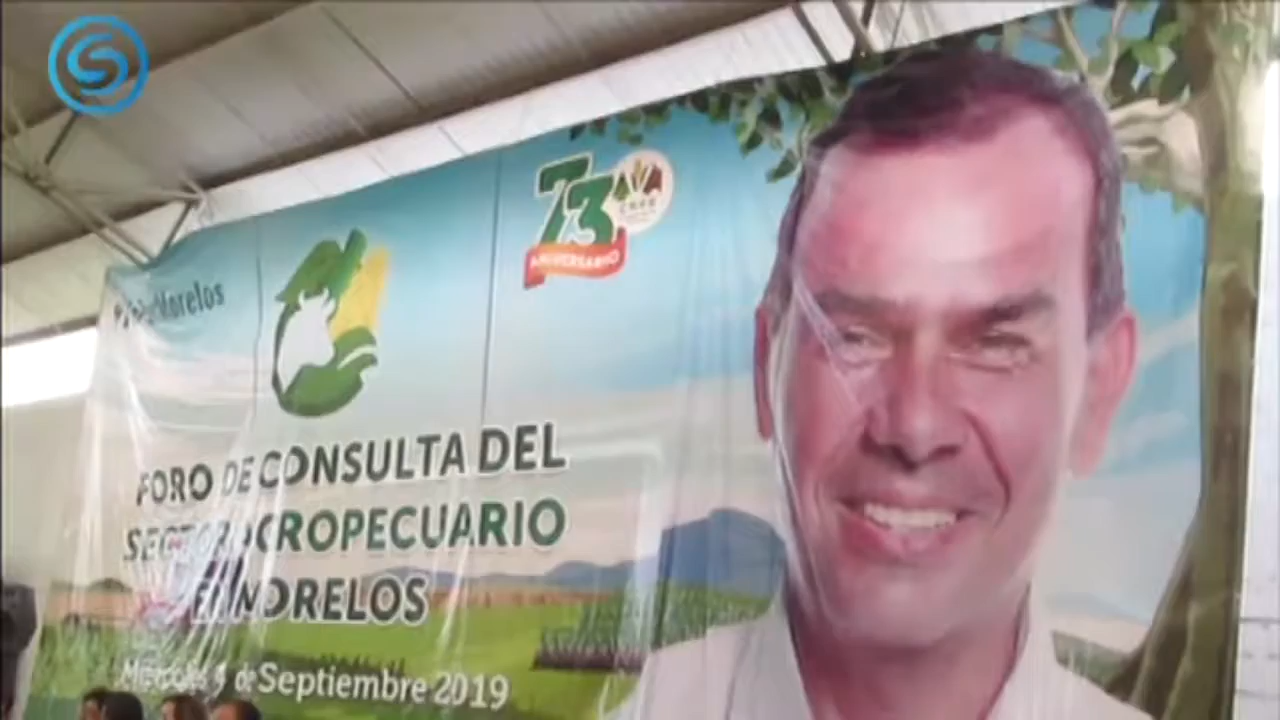 73
ANIVERSARIO
Morelos
FORO DE CONSULTA DEL
SECTOR AGROPECUARIO
EN MORELOS
Miércoles 4 de Septiembre 2019